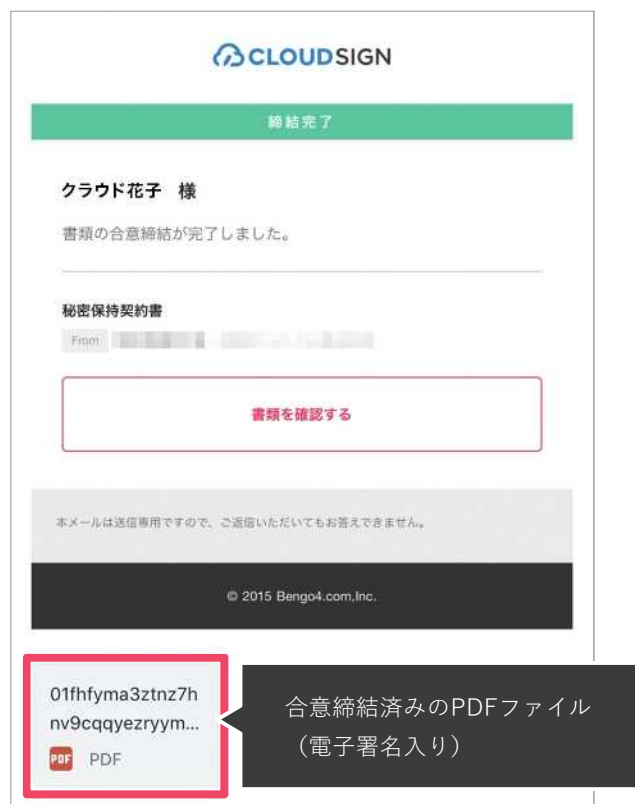 CLOUDSIGN
締結完了
クラウド花子　様
書類の合意締結が完了しました。
秘密保持契約書
From
書類を確認する
本メールは送信専用ですので、ご返信いただいてもお答えできません。
© 2015 Bengo4.com,Inc.
01fhfyma3ztnz7h
nv9cqqyezryym...
PDF PDF
合意締結済みのPDFファイル
（電子署名入り）